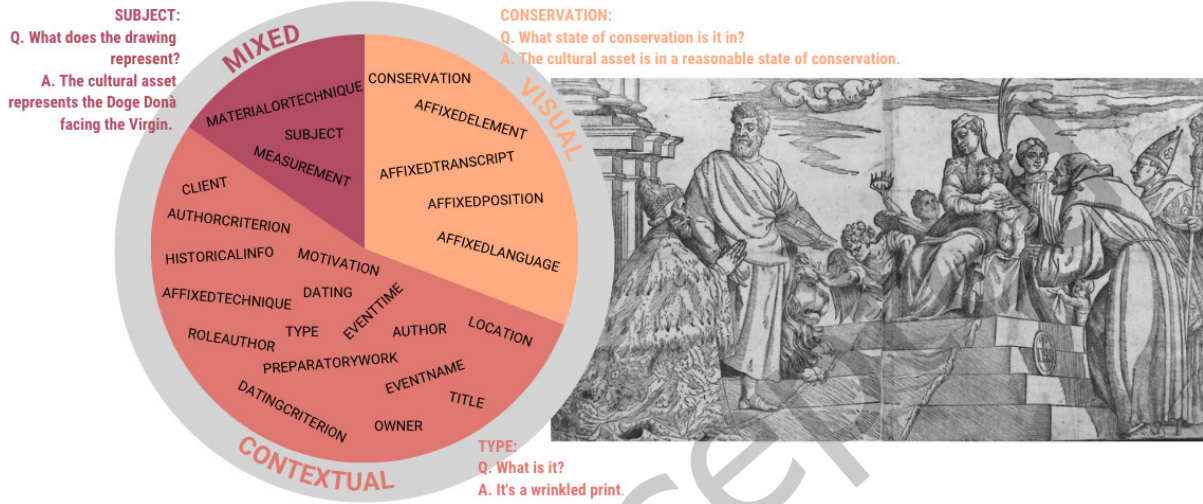 SUBJECT:
Q. What does the drawing
represent?
A. The cultural asset
represents the Doge Donà
facing the Virgin.
CONSERVATION:
Q. What state of conservation is it in?
A. The cultural asset is in a reasonable state of conservation.
MIXED
MATERIALORTECHNIQUE
SUBJECT
MEASUREMENT
VISUAL
CONSERVATION
AFFIXEDELEMENT
AFFIXEDTRANSCRIPT
AFFIXEDPOSITION
AFFIXEDLANGUAGE
CLIENT
AUTHORCRITERION
HISTORICALINFO
MOTIVATION
AFFIXEDTECHNIQUE
DATING
EVENTTIME
TYPE
AUTHOR
LOCATION
ROLEAUTHOR
PREPARATORYWORK
EVENTNAME
DATINGCRITERION
TITLE
OWNER
CONTEXTUAL
TYPE:
Q. What is it?
A. It's a wrinkled print.